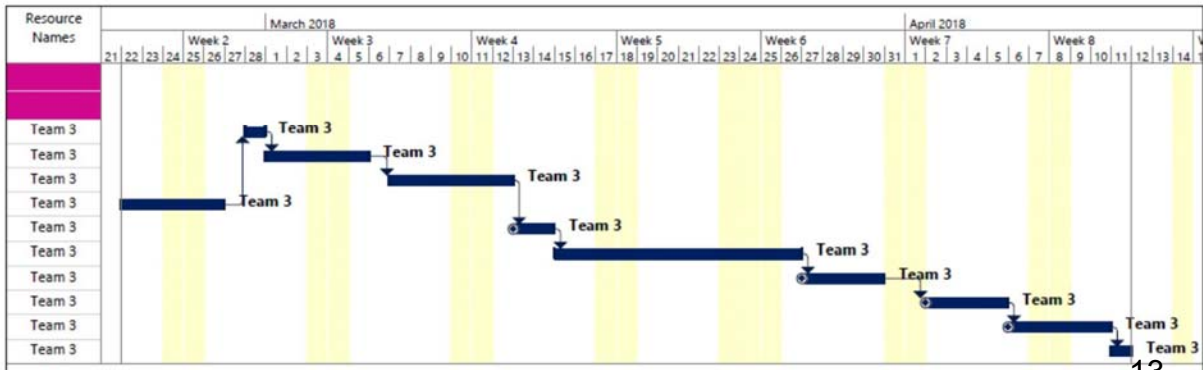 Resource Names
March 2018 April 2018
Week 2 Week 3 Week 4 Week 5 Week 6 Week 7 Week 8
21 22 23 24 25 26 27 28 1 2 3 4 5 6 7 8 9 10 11 12 13 14 15 16 17 18 19 20 21 22 23 24 25 26 27 28 29 30 31 1 2 3 4 5 6 7 8 9 10 11 12 13 14
Team 3 Team 3
Team 3 Team 3
Team 3 Team 3
Team 3 Team 3
Team 3 Team 3
Team 3 Team 3
Team 3 Team 3
Team 3 Team 3
Team 3 Team 3
Team 3 Team 3